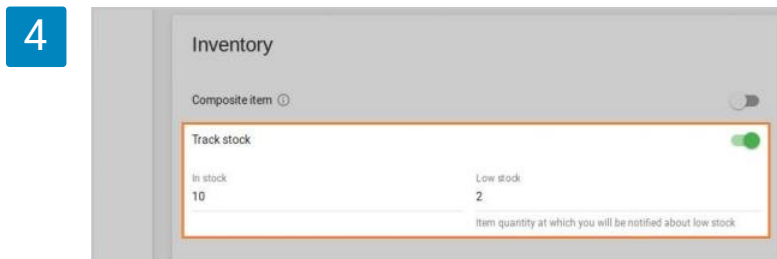 4
Inventory
Composite item ⓘ
Track stock
In stock
Low stock
10
2
Item quantity at which you will be notified about low stock